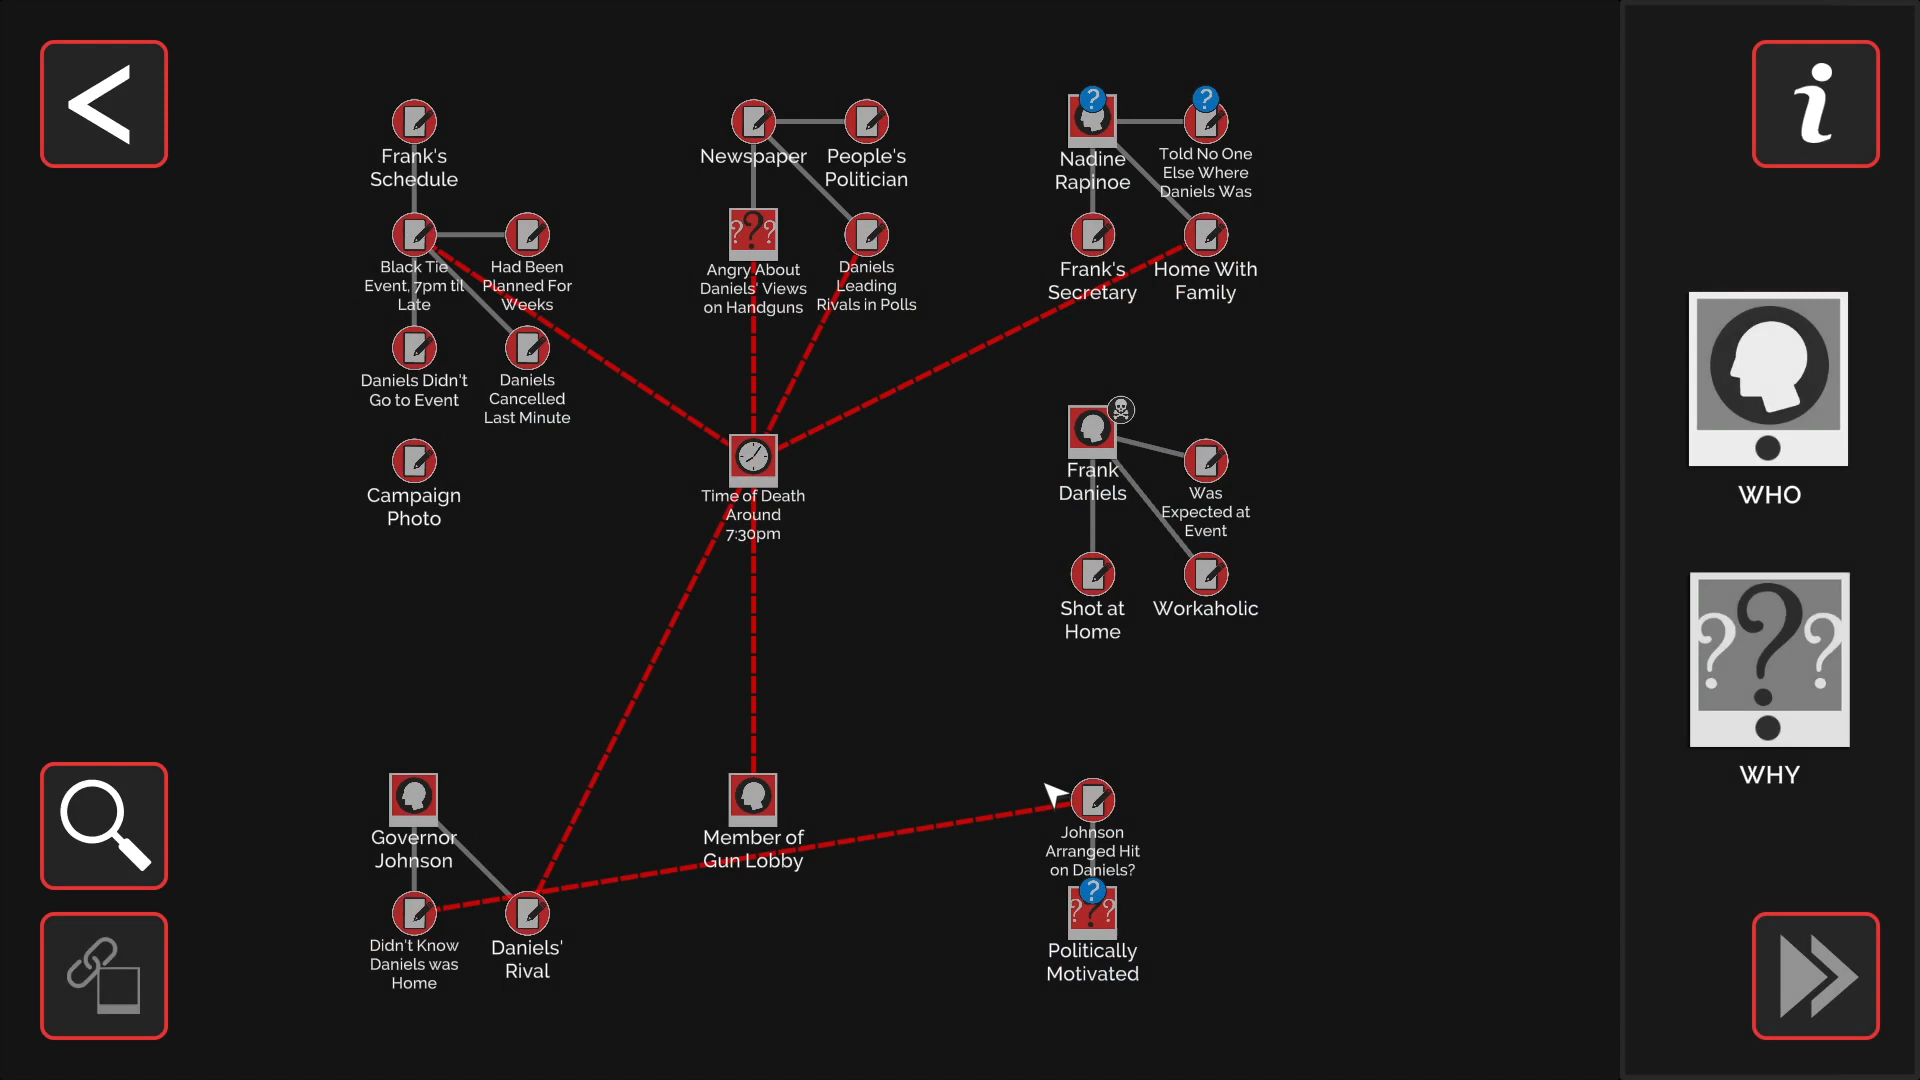 Frank's
Schedule
Newspaper
People's
Politician
Nadine
Rapinoe
Told No One
Else Where
Daniels Was
Black Tie
Event, 7pm til
Late
Had Been
Planned For
Weeks
Angry About
Daniels' Views
on Handguns
Daniels
Leading
Rivals in Polls
Frank's
Secretary
Home With
Family
Daniels Didn't
Go to Event
Daniels
Cancelled
Last Minute
Campaign
Photo
Time of Death
Around
7:30pm
Frank
Daniels
Was
Expected at
Event
Shot at
Home
Workaholic
WHO
WHY
Governor
Johnson
Member of
Gun Lobby
Johnson
Arranged Hit
on Daniels?
Didn't Know
Daniels was
Home
Daniels'
Rival
Politically
Motivated